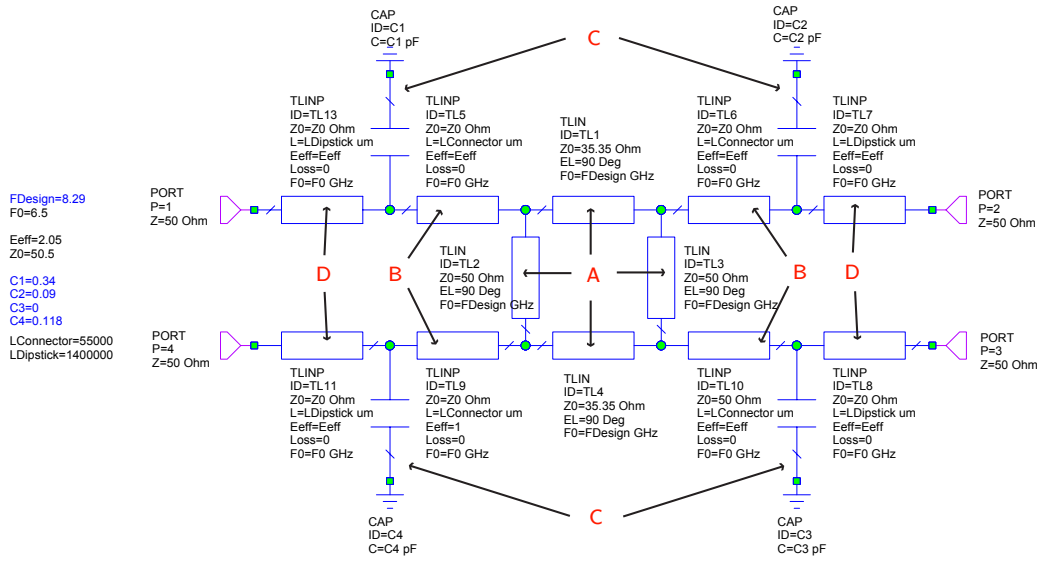 CAP
ID=C1
C=C1 pF
C
CAP
ID=C2
C=C2 pF
TLINP
ID=TL13
Z0=Z0 Ohm
L=LDipstick um
Eeff=Eeff
Loss=0
F0=F0 GHz
TLINP
ID=TL5
Z0=Z0 Ohm
L=LConnector um
Eeff=Eeff
Loss=0
F0=F0 GHz
TLIN
ID=TL1
Z0=35.35 Ohm
EL=90 Deg
F0=FDesign GHz
TLINP
ID=TL6
Z0=Z0 Ohm
L=LConnector um
Eeff=Eeff
Loss=0
F0=F0 GHz
TLINP
ID=TL7
Z0=Z0 Ohm
L=LDipstick um
Eeff=Eeff
Loss=0
F0=F0 GHz
FDesign=8.29
F0=6.5
Eeff=2.05
Z0=50.5
C1=0.34
C2=0.09
C3=0
C4=0.118
LConnector=55000
LDipstick=1400000
PORT
P=1
Z=50 Ohm
PORT
P=2
Z=50 Ohm
D
B
TLIN
ID=TL2
Z0=50 Ohm
EL=90 Deg
F0=FDesign GHz
A
TLIN
ID=TL3
Z0=50 Ohm
EL=90 Deg
F0=FDesign GHz
B
D
PORT
P=4
Z=50 Ohm
PORT
P=3
Z=50 Ohm
TLINP
ID=TL11
Z0=Z0 Ohm
L=LDipstick um
Eeff=Eeff
Loss=0
F0=F0 GHz
TLINP
ID=TL9
Z0=Z0 Ohm
L=LConnector um
Eeff=1
Loss=0
F0=F0 GHz
TLIN
ID=TL4
Z0=35.35 Ohm
EL=90 Deg
F0=FDesign GHz
TLINP
ID=TL10
Z0=50 Ohm
L=LConnector um
Eeff=Eeff
Loss=0
F0=F0 GHz
TLINP
ID=TL8
Z0=Z0 Ohm
L=LDipstick um
Eeff=Eeff
Loss=0
F0=F0 GHz
CAP
ID=C4
C=C4 pF
C
CAP
ID=C3
C=C3 pF